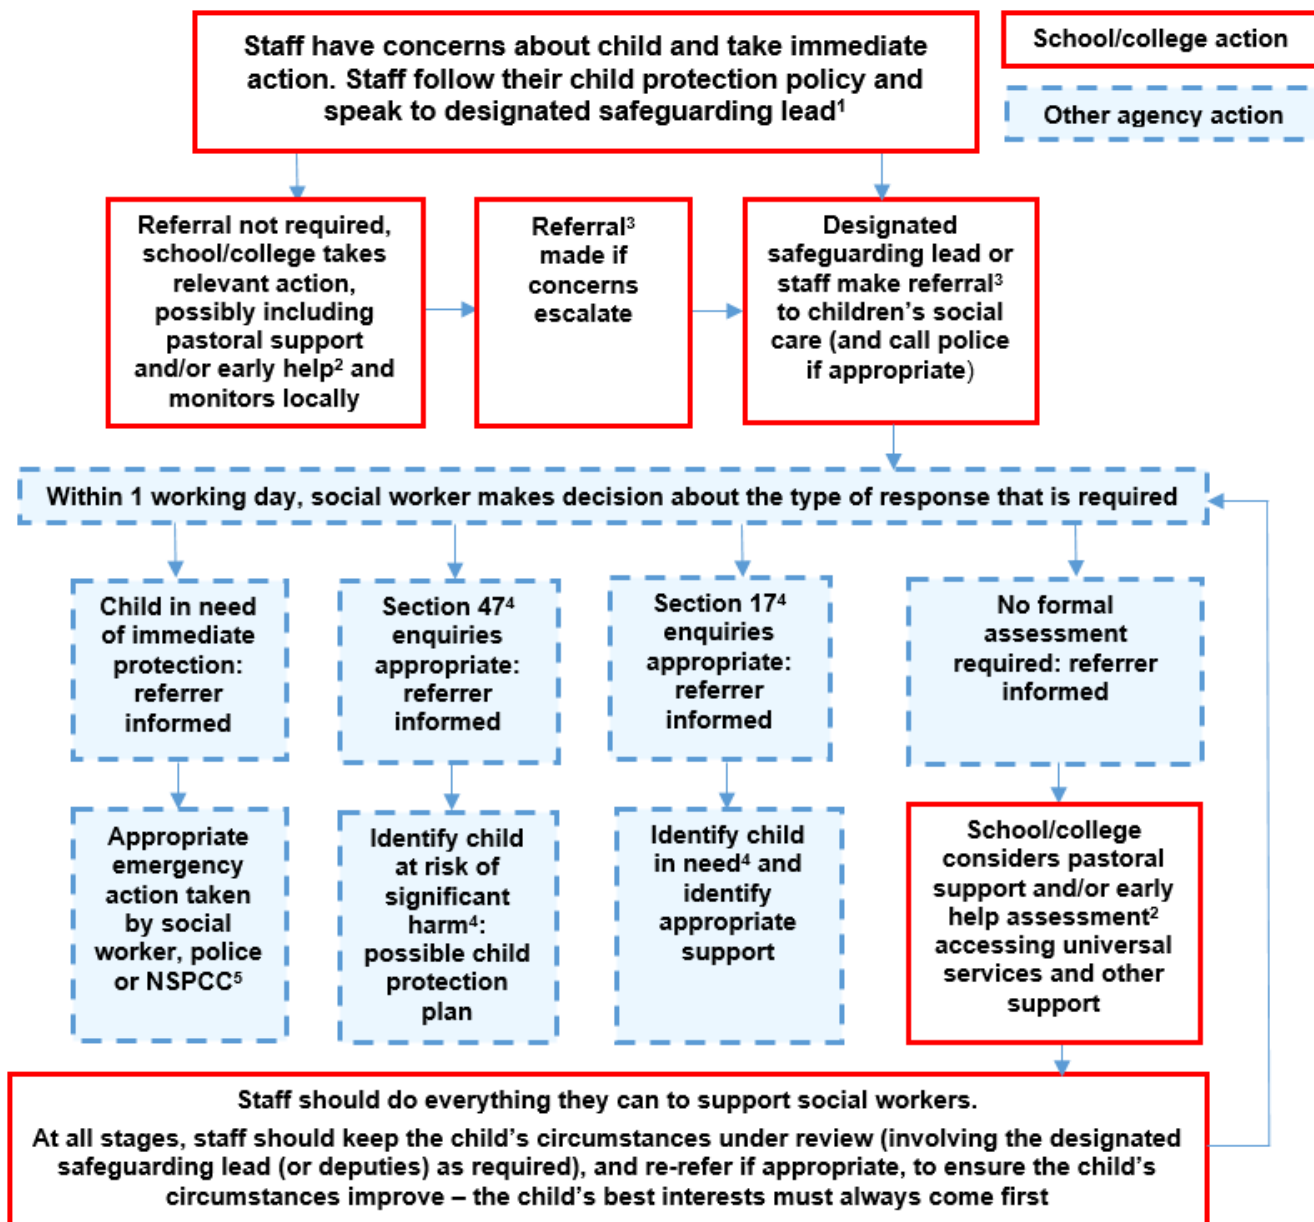 Staff have concerns about child and take immediate
action. Staff follow their child protection policy and
speak to designated safeguarding lead¹
School/college action
Other agency action
Referral not required,
school/college takes
relevant action,
possibly including
pastoral support
and/or early help² and
monitors locally
Referral³
made if
concerns
escalate
Designated
safeguarding lead or
staff make referral³
to children’s social
care (and call police
if appropriate)
Within 1 working day, social worker makes decision about the type of response that is required
Child in need
of immediate
protection:
referrer
informed
Section 47⁴
enquiries
appropriate:
referrer
informed
Section 17⁴
enquiries
appropriate:
referrer
informed
No formal
assessment
required: referrer
informed
Appropriate
emergency
action taken
by social
worker, police
or NSPCC⁵
Identify child
at risk of
significant
harm⁴:
possible child
protection
plan
Identify child
in need⁴ and
identify
appropriate
support
School/college
considers pastoral
support and/or early
help assessment²
accessing universal
services and other
support
Staff should do everything they can to support social workers.
At all stages, staff should keep the child’s circumstances under review (involving the designated
safeguarding lead (or deputies) as required), and re-refer if appropriate, to ensure the child’s
circumstances improve – the child’s best interests must always come first